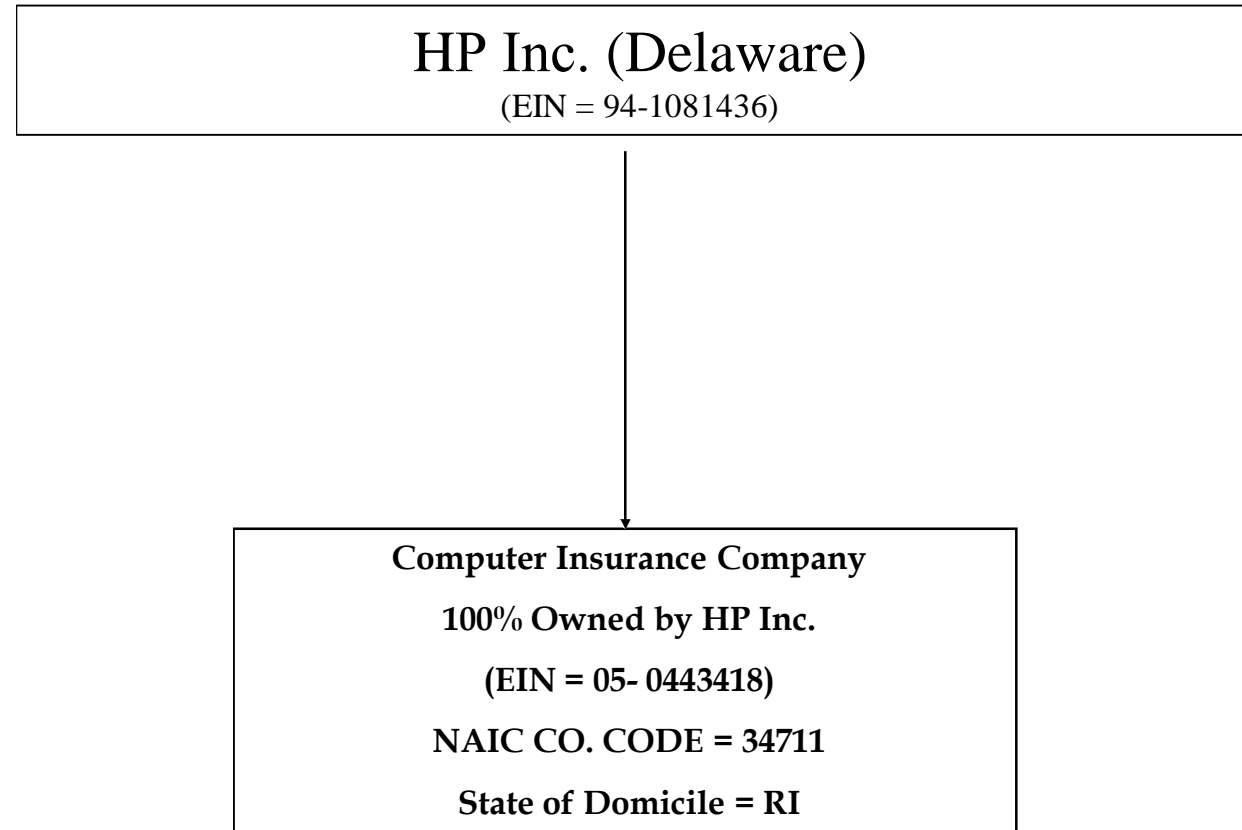 HP Inc. (Delaware)
(EIN = 94-1081436)
Computer Insurance Company
100% Owned by HP Inc.
(EIN = 05- 0443418)
NAIC CO. CODE = 34711
State of Domicile = RI